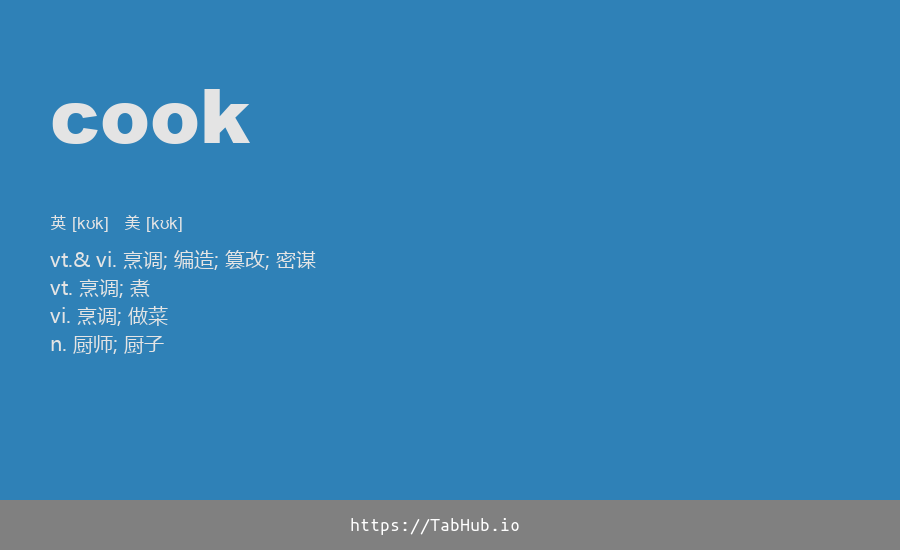 cook
英 [kʊk] 美 [kʊk]
vt.& vi. 烹调; 编造; 篡改; 密谋
vt. 烹调; 煮
vi. 烹调; 做菜
n. 厨师; 厨子
https://TabHub.io